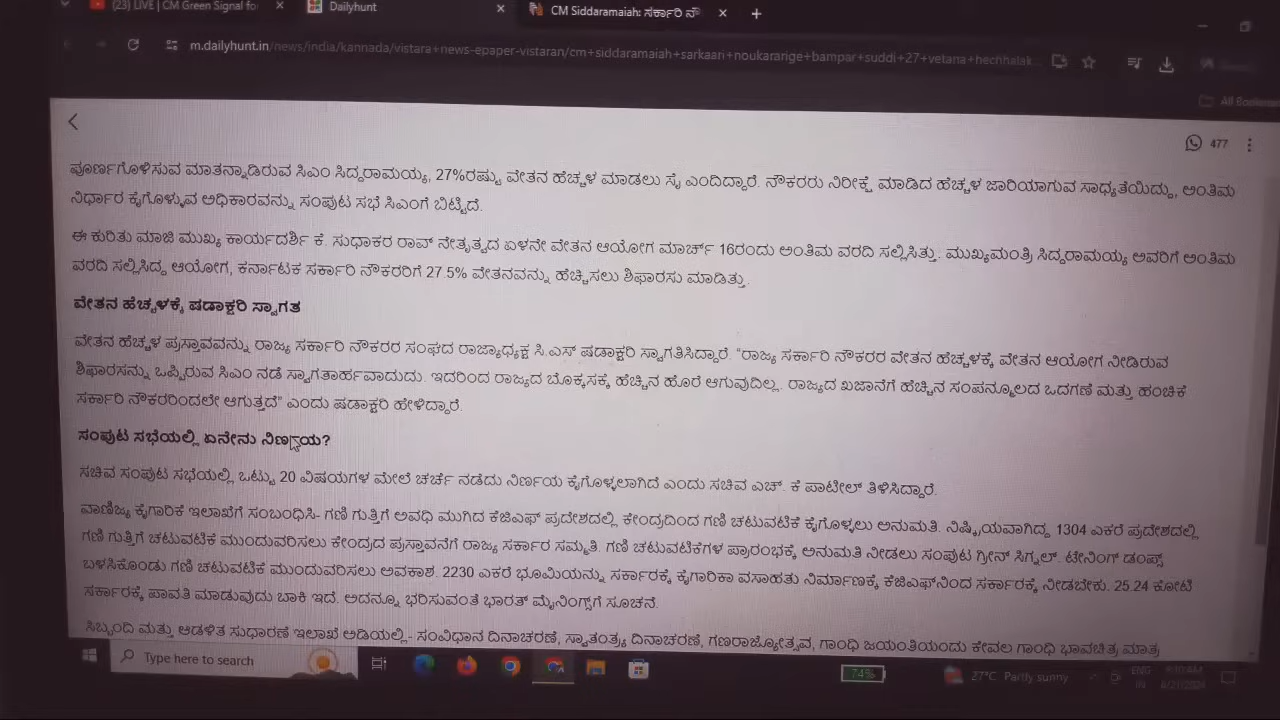 (23) LIVE | CM Green Signal fo
Dailyhunt
CM Siddaramaiah: ಸರ್ಕಾರಿ ನೌ
m.dailyhunt.in/news/india/kannada/vistara+news-epaper-vistaran/cm+siddaramaiah+sarkaari+noukararige+bampar+suddi+27+vetana+hechhalak...
All Bookmar
477
ಪೂರ್ಣಗೊಳಿಸುವ ಮಾತನ್ನಾಡಿರುವ ಸಿಎಂ ಸಿದ್ದರಾಮಯ್ಯ, 27%ರಷ್ಟು ವೇತನ ಹೆಚ್ಚಳ ಮಾಡಲು ಸೈ ಎಂದಿದ್ದಾರೆ. ನೌಕರರು ನಿರೀಕ್ಷೆ ಮಾಡಿದ ಹೆಚ್ಚಳ ಜಾರಿಯಾಗುವ ಸಾಧ್ಯತೆಯಿದ್ದು, ಅಂತಿಮ
ನಿರ್ಧಾರ ಕೈಗೊಳ್ಳುವ ಅಧಿಕಾರವನ್ನು ಸಂಪುಟ ಸಭೆ ಸಿಎಂಗೆ ಬಿಟ್ಟಿದೆ.
ಈ ಕುರಿತು ಮಾಜಿ ಮುಖ್ಯ ಕಾರ್ಯದರ್ಶಿ ಕೆ. ಸುಧಾಕರ ರಾವ್ ನೇತೃತ್ವದ ಏಳನೇ ವೇತನ ಆಯೋಗ ಮಾರ್ಚ್ 16ರಂದು ಅಂತಿಮ ವರದಿ ಸಲ್ಲಿಸಿತ್ತು. ಮುಖ್ಯಮಂತ್ರಿ ಸಿದ್ದರಾಮಯ್ಯ ಅವರಿಗೆ ಅಂತಿಮ
ವರದಿ ಸಲ್ಲಿಸಿದ್ದ ಆಯೋಗ, ಕರ್ನಾಟಕ ಸರ್ಕಾರಿ ನೌಕರರಿಗೆ 27.5% ವೇತನವನ್ನು ಹೆಚ್ಚಿಸಲು ಶಿಫಾರಸು ಮಾಡಿತ್ತು.
ವೇತನ ಹೆಚ್ಚಳಕ್ಕೆ ಷಡಾಕ್ಷರಿ ಸ್ವಾಗತ
ವೇತನ ಹೆಚ್ಚಳ ಪ್ರಸ್ತಾವವನ್ನು ರಾಜ್ಯ ಸರ್ಕಾರಿ ನೌಕರರ ಸಂಘದ ರಾಜ್ಯಾಧ್ಯಕ್ಷ ಸಿ.ಎಸ್ ಷಡಾಕ್ಷರಿ ಸ್ವಾಗತಿಸಿದ್ದಾರೆ. "ರಾಜ್ಯ ಸರ್ಕಾರಿ ನೌಕರರ ವೇತನ ಹೆಚ್ಚಳಕ್ಕೆ ವೇತನ ಆಯೋಗ ನೀಡಿರುವ
ಶಿಫಾರಸನ್ನು ಒಪ್ಪಿರುವ ಸಿಎಂ ನಡೆ ಸ್ವಾಗತಾರ್ಹವಾದುದು. ಇದರಿಂದ ರಾಜ್ಯದ ಬೊಕ್ಕಸಕ್ಕೆ ಹೆಚ್ಚಿನ ಹೊರೆ ಆಗುವುದಿಲ್ಲ. ರಾಜ್ಯದ ಖಜಾನೆಗೆ ಹೆಚ್ಚಿನ ಸಂಪನ್ಮೂಲದ ಒದಗಣೆ ಮತ್ತು ಹಂಚಿಕೆ
ಸರ್ಕಾರಿ ನೌಕರರಿಂದಲೇ ಆಗುತ್ತದೆ" ಎಂದು ಷಡಾಕ್ಷರಿ ಹೇಳಿದ್ದಾರೆ.
ಸಂಪುಟ ಸಭೆಯಲ್ಲಿ ಏನೇನು ನಿರ್ಣಯ?
ಸಚಿವ ಸಂಪುಟ ಸಭೆಯಲ್ಲಿ ಒಟ್ಟು 20 ವಿಷಯಗಳ ಮೇಲೆ ಚರ್ಚೆ ನಡೆದು ನಿರ್ಣಯ ಕೈಗೊಳ್ಳಲಾಗಿದೆ ಎಂದು ಸಚಿವ ಎಚ್. ಕೆ ಪಾಟೀಲ್ ತಿಳಿಸಿದ್ದಾರೆ.
ವಾಣಿಜ್ಯ ಕೈಗಾರಿಕೆ ಇಲಾಖೆಗೆ ಸಂಬಂಧಿಸಿ- ಗಣಿ ಗುತ್ತಿಗೆ ಅವಧಿ ಮುಗಿದ ಕೆಜಿಎಫ್ ಪ್ರದೇಶದಲ್ಲಿ ಕೇಂದ್ರದಿಂದ ಗಣಿ ಚಟುವಟಿಕೆ ಕೈಗೊಳ್ಳಲು ಅನುಮತಿ. ನಿಷ್ಕ್ರಿಯವಾಗಿದ್ದ 1304 ಎಕರೆ ಪ್ರದೇಶದಲ್ಲಿ
ಗಣಿ ಗುತ್ತಿಗೆ ಚಟುವಟಿಕೆ ಮುಂದುವರಿಸಲು ಕೇಂದ್ರದ ಪ್ರಸ್ತಾವನೆಗೆ ರಾಜ್ಯ ಸರ್ಕಾರ ಸಮ್ಮತಿ. ಗಣಿ ಚಟುವಟಿಕೆಗಳ ಪ್ರಾರಂಭಕ್ಕೆ ಅನುಮತಿ ನೀಡಲು ಸಂಪುಟ ಗ್ರೀನ್ ಸಿಗ್ನಲ್. ಟೇನಿಂಗ್ ಡಂಪ್ಸ್
ಬಳಸಿಕೊಂಡು ಗಣಿ ಚಟುವಟಿಕೆ ಮುಂದುವರಿಸಲು ಅವಕಾಶ. 2230 ಎಕರೆ ಭೂಮಿಯನ್ನು ಸರ್ಕಾರಕ್ಕೆ ಕೈಗಾರಿಕಾ ವಸಾಹತು ನಿರ್ಮಾಣಕ್ಕೆ ಕೆಜಿಎಫ್‌ನಿಂದ ಸರ್ಕಾರಕ್ಕೆ ನೀಡಬೇಕು. 25.24 ಕೋಟಿ
ಸರ್ಕಾರಕ್ಕೆ ಪಾವತಿ ಮಾಡುವುದು ಬಾಕಿ ಇದೆ. ಅದನ್ನೂ ಭರಿಸುವಂತೆ ಭಾರತ್ ಮೈನಿಂಗ್ಸ್‌ಗೆ ಸೂಚನೆ.
ಸಿಬ್ಬಂದಿ ಮತ್ತು ಆಡಳಿತ ಸುಧಾರಣೆ ಇಲಾಖೆ ಅಡಿಯಲ್ಲಿ- ಸಂವಿಧಾನ ದಿನಾಚರಣೆ, ಸ್ವಾತಂತ್ರ್ಯ ದಿನಾಚರಣೆ, ಗಣರಾಜ್ಯೋತ್ಸವ, ಗಾಂಧಿ ಜಯಂತಿಯಂದು ಕೇವಲ ಗಾಂಧಿ ಭಾವಚಿತ್ರ ಮಾತ್ರ
Type here to search
74%
27°C Partly sunny
ENG
IN
9:10 AM
6/21/2024